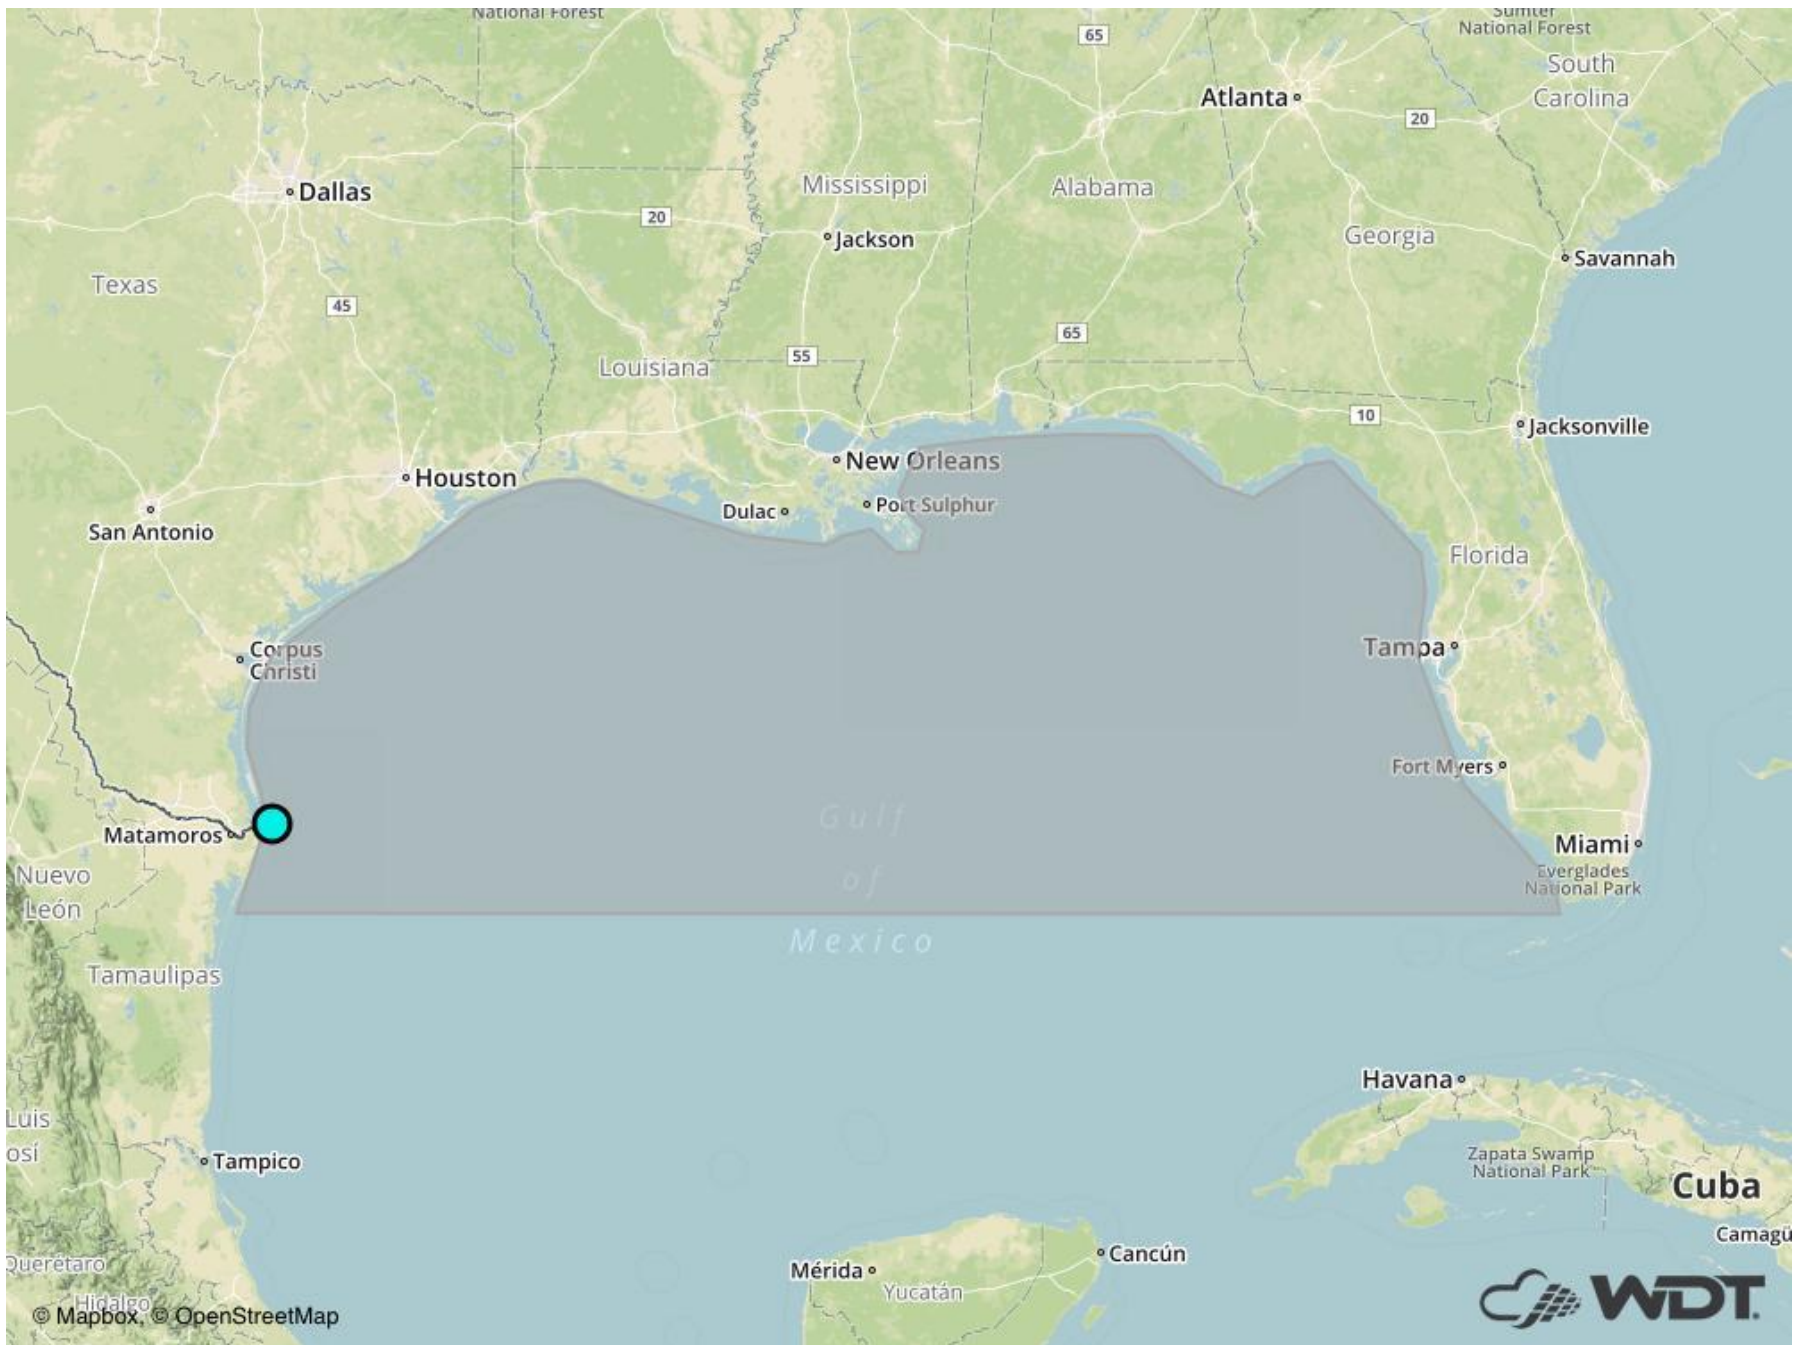 National Forest
65
Sumter
National Forest
South
Carolina
Atlanta
20
Dallas
Mississippi
Alabama
20
Jackson
Georgia
Savannah
Texas
45
65
Louisiana
55
10
Jacksonville
New Orleans
Houston
Dulac
Port Sulphur
San Antonio
Florida
Corpus
Christi
Tampa
Fort Myers
Gulf
of
Mexico
Matamoros
Miami
Everglades
National Park
Nuevo
León
Tamaulipas
Havana
Luis
osí
Tampico
Zapata Swamp
National Park
Cuba
Camagü
Cancún
Mérida
Yucatán
Querétaro
Hidalgo
© Mapbox, © OpenStreetMap
WDT